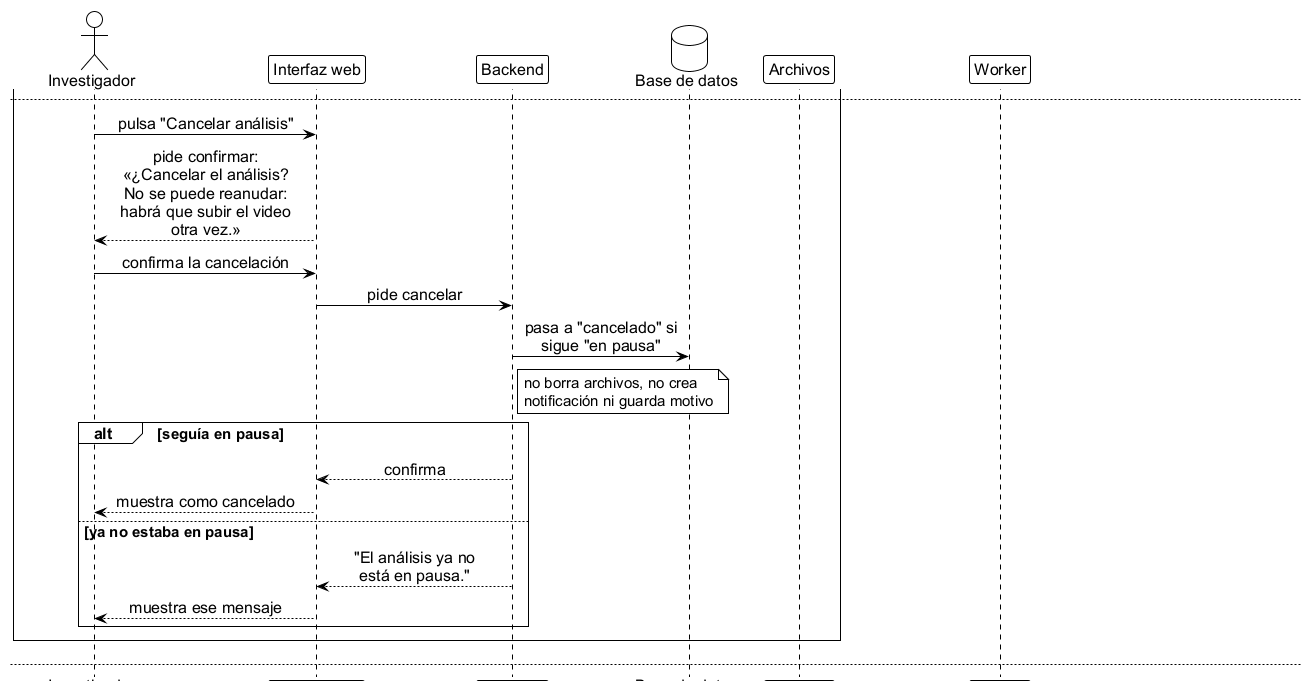 Investigador
Interfaz web
Backend
Base de datos
Archivos
Worker
pulsa "Cancelar análisis"
pide confirmar:
«¿Cancelar el análisis?
No se puede reanudar:
habrá que subir el video
otra vez.»
confirma la cancelación
pide cancelar
pasa a "cancelado" si
sigue "en pausa"
no borra archivos, no crea
notificación ni guarda motivo
alt
[seguía en pausa]
confirma
muestra como cancelado
[ya no estaba en pausa]
"El análisis ya no
está en pausa."
muestra ese mensaje